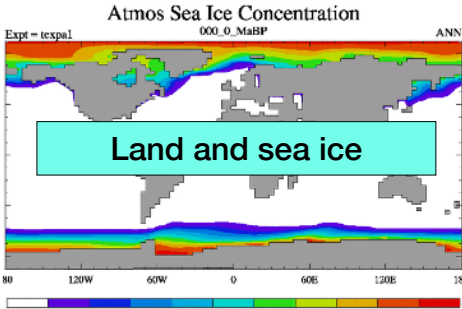 Atmos Sea Ice Concentration
Expt = texpa1 000_0_MaBP ANN
Land and sea ice
80 120W 60W 0 60E 120E 18